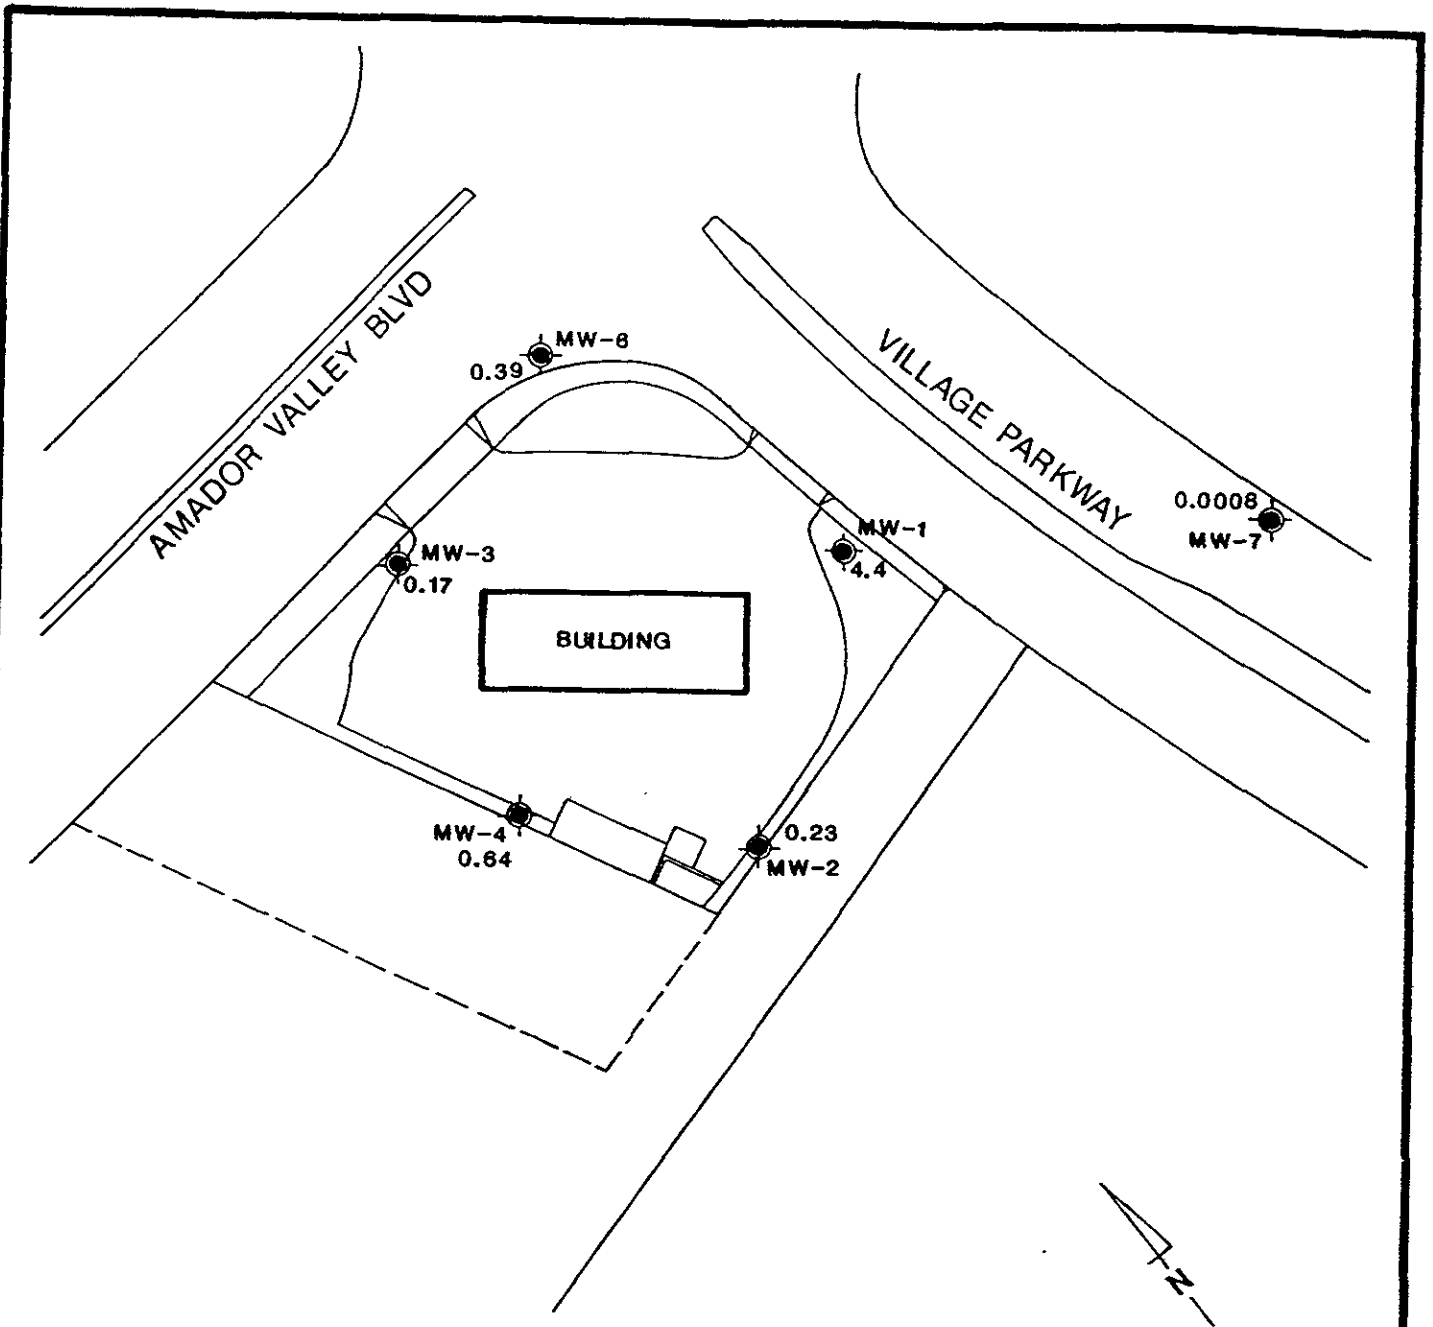 AMADOR VALLEY BLVD
MW-6
0.39
VILLAGE PARKWAY
0.0008
MW-7
MW-1
4.4
MW-3
0.17
BUILDING
MW-4
0.64
0.23
MW-2
N